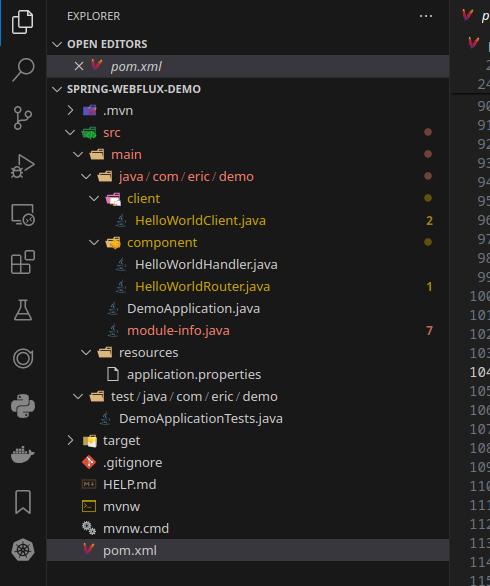 EXPLORER
OPEN EDITORS
pom.xml
SPRING-WEBFLUX-DEMO
.mvn
src
main
java / com / eric / demo
client
HelloWorldClient.java 2
component
HelloWorldHandler.java
HelloWorldRouter.java 1
DemoApplication.java
module-info.java 7
resources
application.properties
test / java / com / eric / demo
DemoApplicationTests.java
target
.gitignore
HELP.md
mvnw
mvnw.cmd
pom.xml
90
91
92
93
94
95
96
97
98
99
100
101
102
103
104
105
106
107
108
109
110
111
112
113
114
115